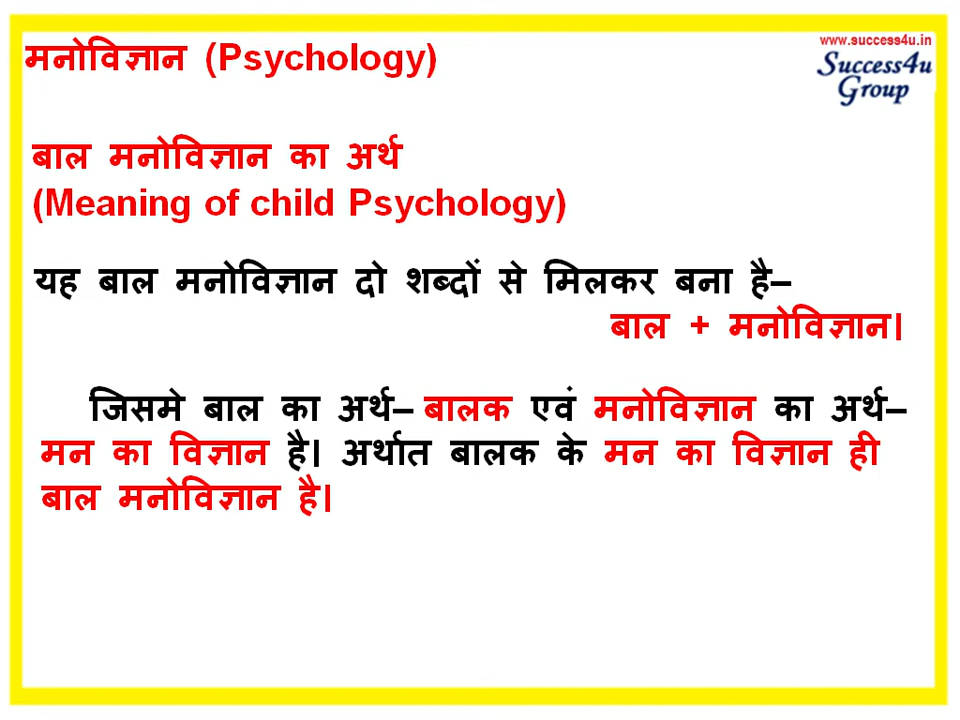 मनोविज्ञान (Psychology)
www.success4u.in
Success4u
Group
बाल मनोविज्ञान का अर्थ
(Meaning of child Psychology)
यह बाल मनोविज्ञान दो शब्दों से मिलकर बना है–
बाल + मनोविज्ञान।
जिसमे बाल का अर्थ– बालक एवं मनोविज्ञान का अर्थ–
मन का विज्ञान है। अर्थात बालक के मन का विज्ञान ही
बाल मनोविज्ञान है।